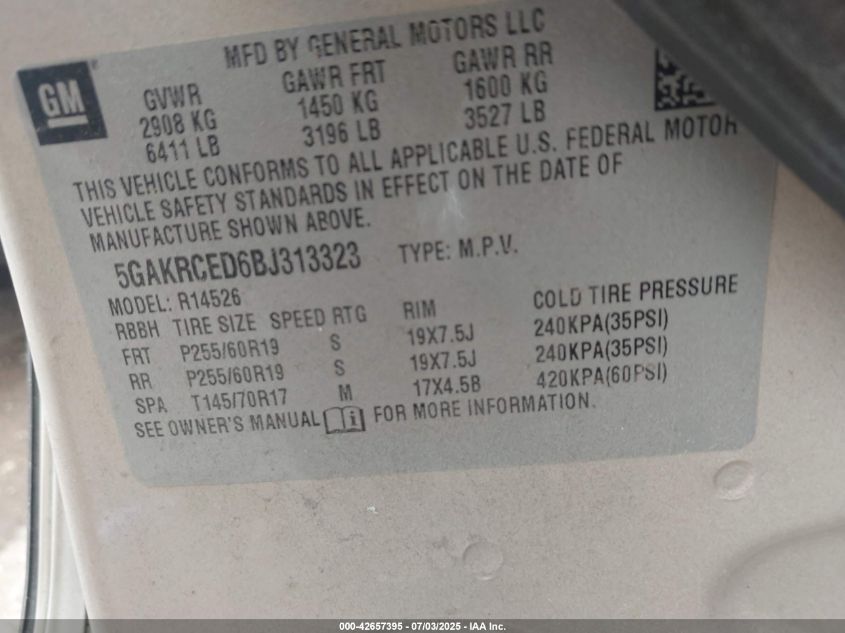 MFD BY GENERAL MOTORS LLC
GM
GVWR GAWR FRT GAWR RR
2908 KG 1450 KG 1600 KG
6411 LB 3196 LB 3527 LB
THIS VEHICLE CONFORMS TO ALL APPLICABLE U.S. FEDERAL MOTOR
VEHICLE SAFETY STANDARDS IN EFFECT ON THE DATE OF
MANUFACTURE SHOWN ABOVE.
5GAKRCED6BJ313323 TYPE: M.P.V.
MODEL: R14526
RBBH TIRE SIZE SPEED RTG RIM COLD TIRE PRESSURE
FRT P255/60R19 S 19X7.5J 240KPA(35PSI)
RR P255/60R19 S 19X7.5J 240KPA(35PSI)
SPA T145/70R17 M 17X4.5B 420KPA(60PSI)
SEE OWNER'S MANUAL i FOR MORE INFORMATION.
000-42657395 - 07/03/2025 - IAA Inc.